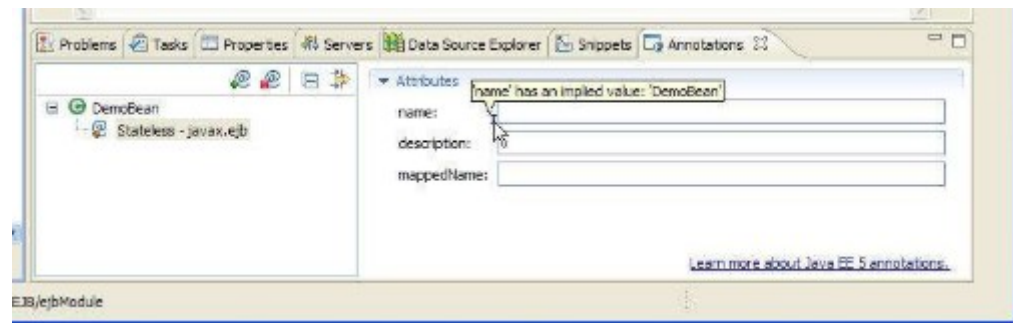 Problems Tasks Properties Servers Data Source Explorer Snippets Annotations
Attributes
'name' has an implied value: 'DemoBean'
DemoBean
name:
Stateless - javax.ejb
description:
mappedName:
Learn more about Java EE 5 annotations.
EJB/ejbModule